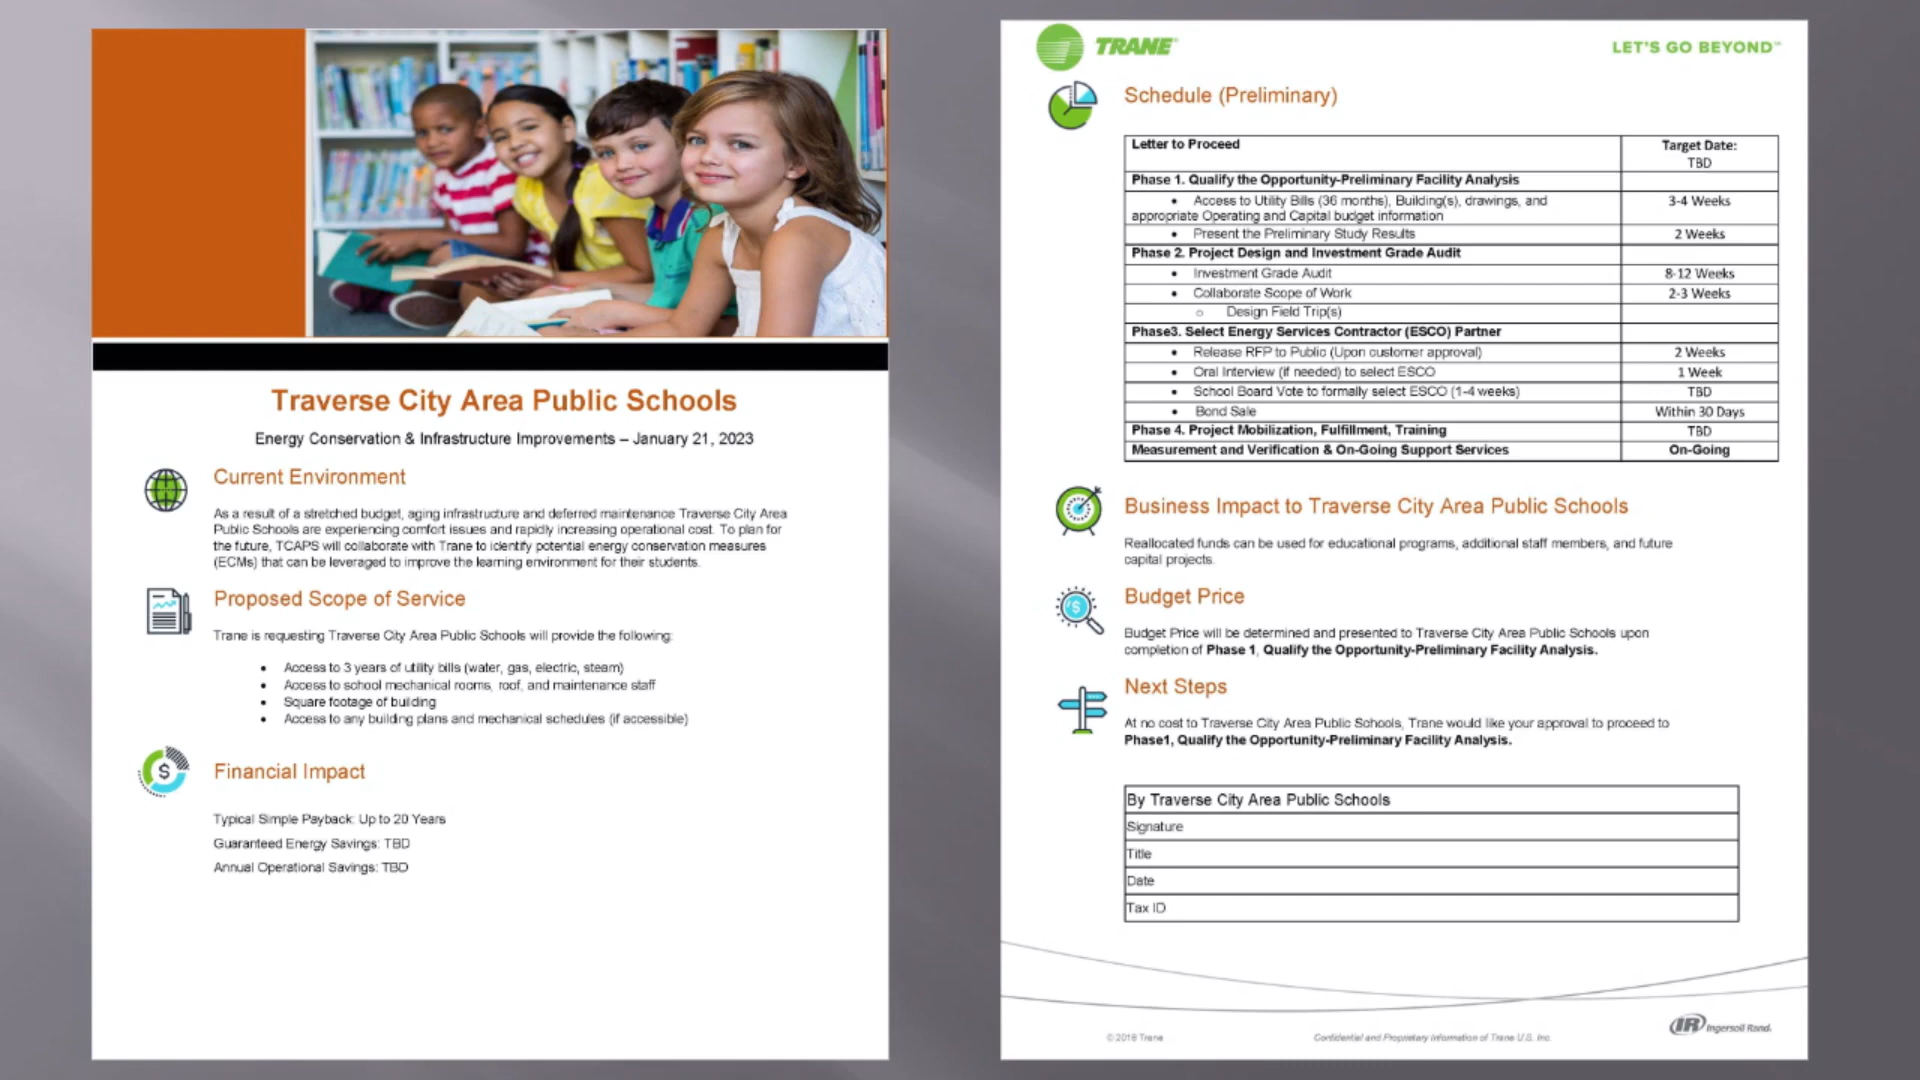 Traverse City Area Public Schools
Energy Conservation & Infrastructure Improvements – January 21, 2023
Current Environment
As a result of a stretched budget, aging infrastructure and deferred maintenance Traverse City Area
Public Schools are experiencing comfort issues and rapidly increasing operational cost. To plan for
the future, TCAPS will collaborate with Trane to identify potential energy conservation measures
(ECMs) that can be leveraged to improve the learning environment for their students.
Proposed Scope of Service
Trane is requesting Traverse City Area Public Schools will provide the following:
• Access to 3 years of utility bills (water, gas, electric, steam)
• Access to school mechanical rooms, roof, and maintenance staff
• Square footage of building
• Access to any building plans and mechanical schedules (if accessible)
$
Financial Impact
Typical Simple Payback: Up to 20 Years
Guaranteed Energy Savings: TBD
Annual Operational Savings: TBD
TRANE
LET'S GO BEYOND™
Schedule (Preliminary)
Letter to Proceed Target Date:
TBD
Phase 1. Qualify the Opportunity-Preliminary Facility Analysis
• Access to Utility Bills (36 months), Building(s), drawings, and 3-4 Weeks
appropriate Operating and Capital budget information
• Present the Preliminary Study Results 2 Weeks
Phase 2. Project Design and Investment Grade Audit
• Investment Grade Audit 8-12 Weeks
• Collaborate Scope of Work 2-3 Weeks
o Design Field Trip(s)
Phase3. Select Energy Services Contractor (ESCO) Partner
• Release RFP to Public (Upon customer approval) 2 Weeks
• Oral Interview (if needed) to select ESCO 1 Week
• School Board Vote to formally select ESCO (1-4 weeks) TBD
• Bond Sale Within 30 Days
Phase 4. Project Mobilization, Fulfillment, Training TBD
Measurement and Verification & On-Going Support Services On-Going
Business Impact to Traverse City Area Public Schools
Reallocated funds can be used for educational programs, additional staff members, and future
capital projects.
$
Budget Price
Budget Price will be determined and presented to Traverse City Area Public Schools upon
completion of Phase 1, Qualify the Opportunity-Preliminary Facility Analysis.
Next Steps
At no cost to Traverse City Area Public Schools, Trane would like your approval to proceed to
Phase1, Qualify the Opportunity-Preliminary Facility Analysis.
By Traverse City Area Public Schools
Signature
Title
Date
Tax ID
© 2018 Trane
Confidential and Proprietary Information of Trane U.S. Inc.
IR Ingersoll Rand.